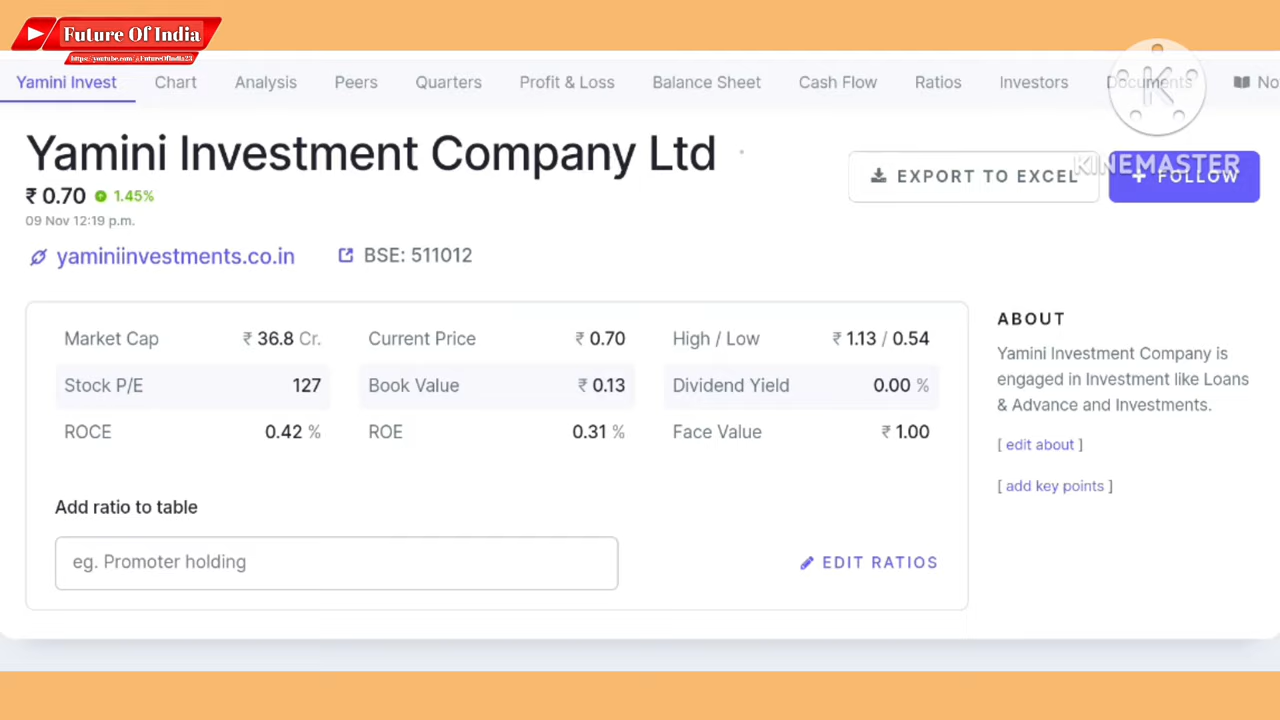 Future Of India
https: youtube.com/@FutureOfIndia23
Yamini Invest Chart Analysis Peers Quarters Profit & Loss Balance Sheet Cash Flow Ratios Investors Documents No
Yamini Investment Company Ltd
EXPORT TO EXCEL
KINEMASTER
+ FOLLOW
₹ 0.70 1.45%
09 Nov 12:19 p.m.
yaminiinvestments.co.in BSE: 511012
Market Cap ₹ 36.8 Cr. Current Price ₹ 0.70 High / Low ₹ 1.13 / 0.54
Stock P/E 127 Book Value ₹ 0.13 Dividend Yield 0.00 %
ROCE 0.42 % ROE 0.31 % Face Value ₹ 1.00
Add ratio to table
eg. Promoter holding
EDIT RATIOS
ABOUT
Yamini Investment Company is
engaged in Investment like Loans
& Advance and Investments.
[ edit about ]
[ add key points ]